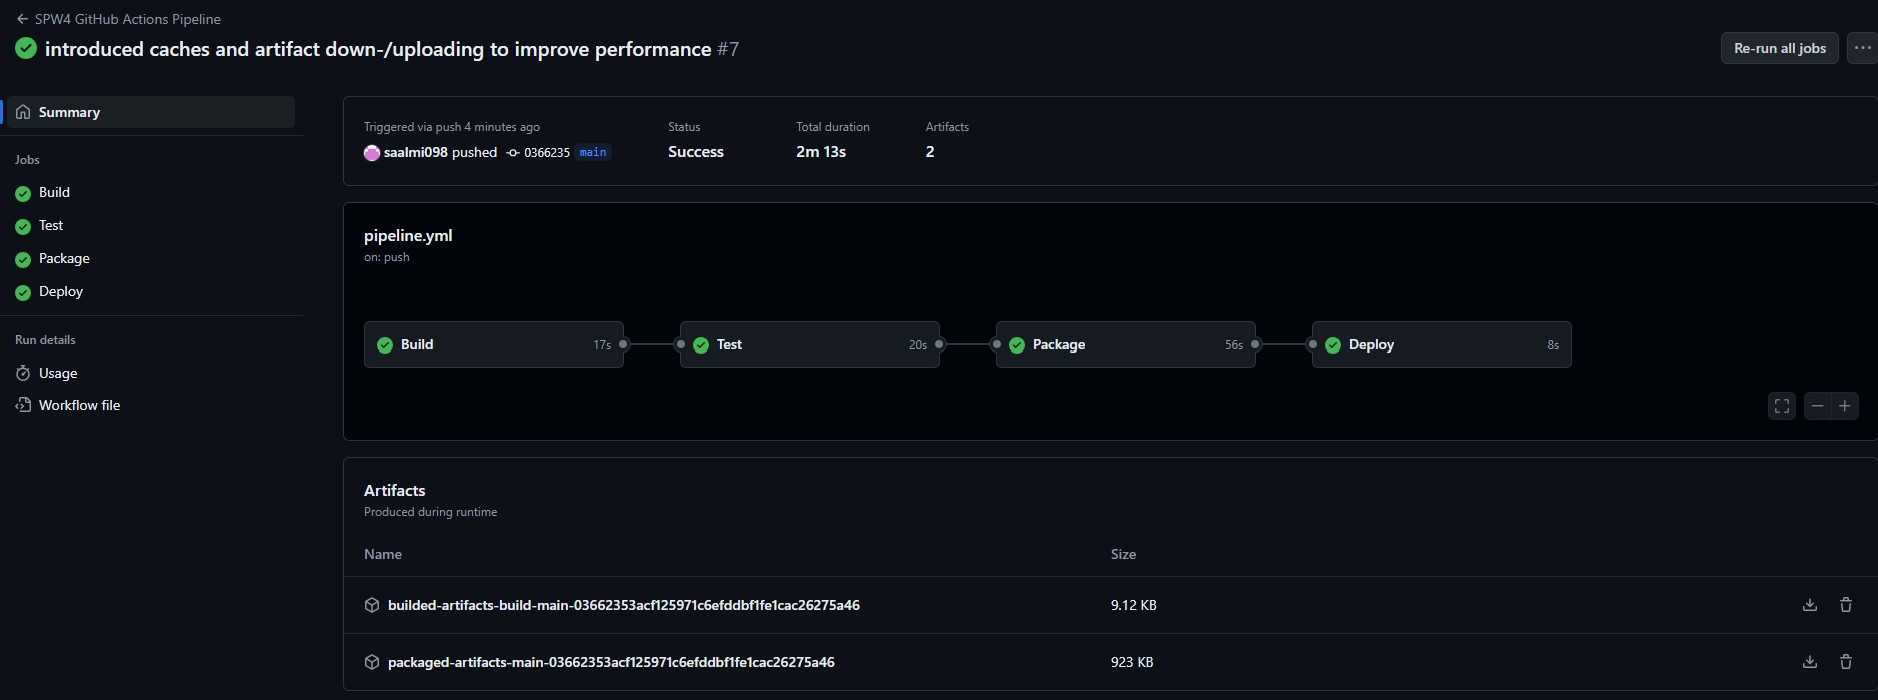 SPW4 GitHub Actions Pipeline
introduced caches and artifact down-/uploading to improve performance #7
Re-run all jobs
Summary
Jobs
Build
Test
Package
Deploy
Run details
Usage
Workflow file
Triggered via push 4 minutes ago
saalmi098 pushed 0366235 main
Status
Success
Total duration
2m 13s
Artifacts
2
pipeline.yml
on: push
Build 17s
Test 20s
Package 56s
Deploy 8s
Artifacts
Produced during runtime
Name Size
builded-artifacts-build-main-03662353acf125971c6efddbf1fe1cac26275a46 9.12 KB
packaged-artifacts-main-03662353acf125971c6efddbf1fe1cac26275a46 923 KB